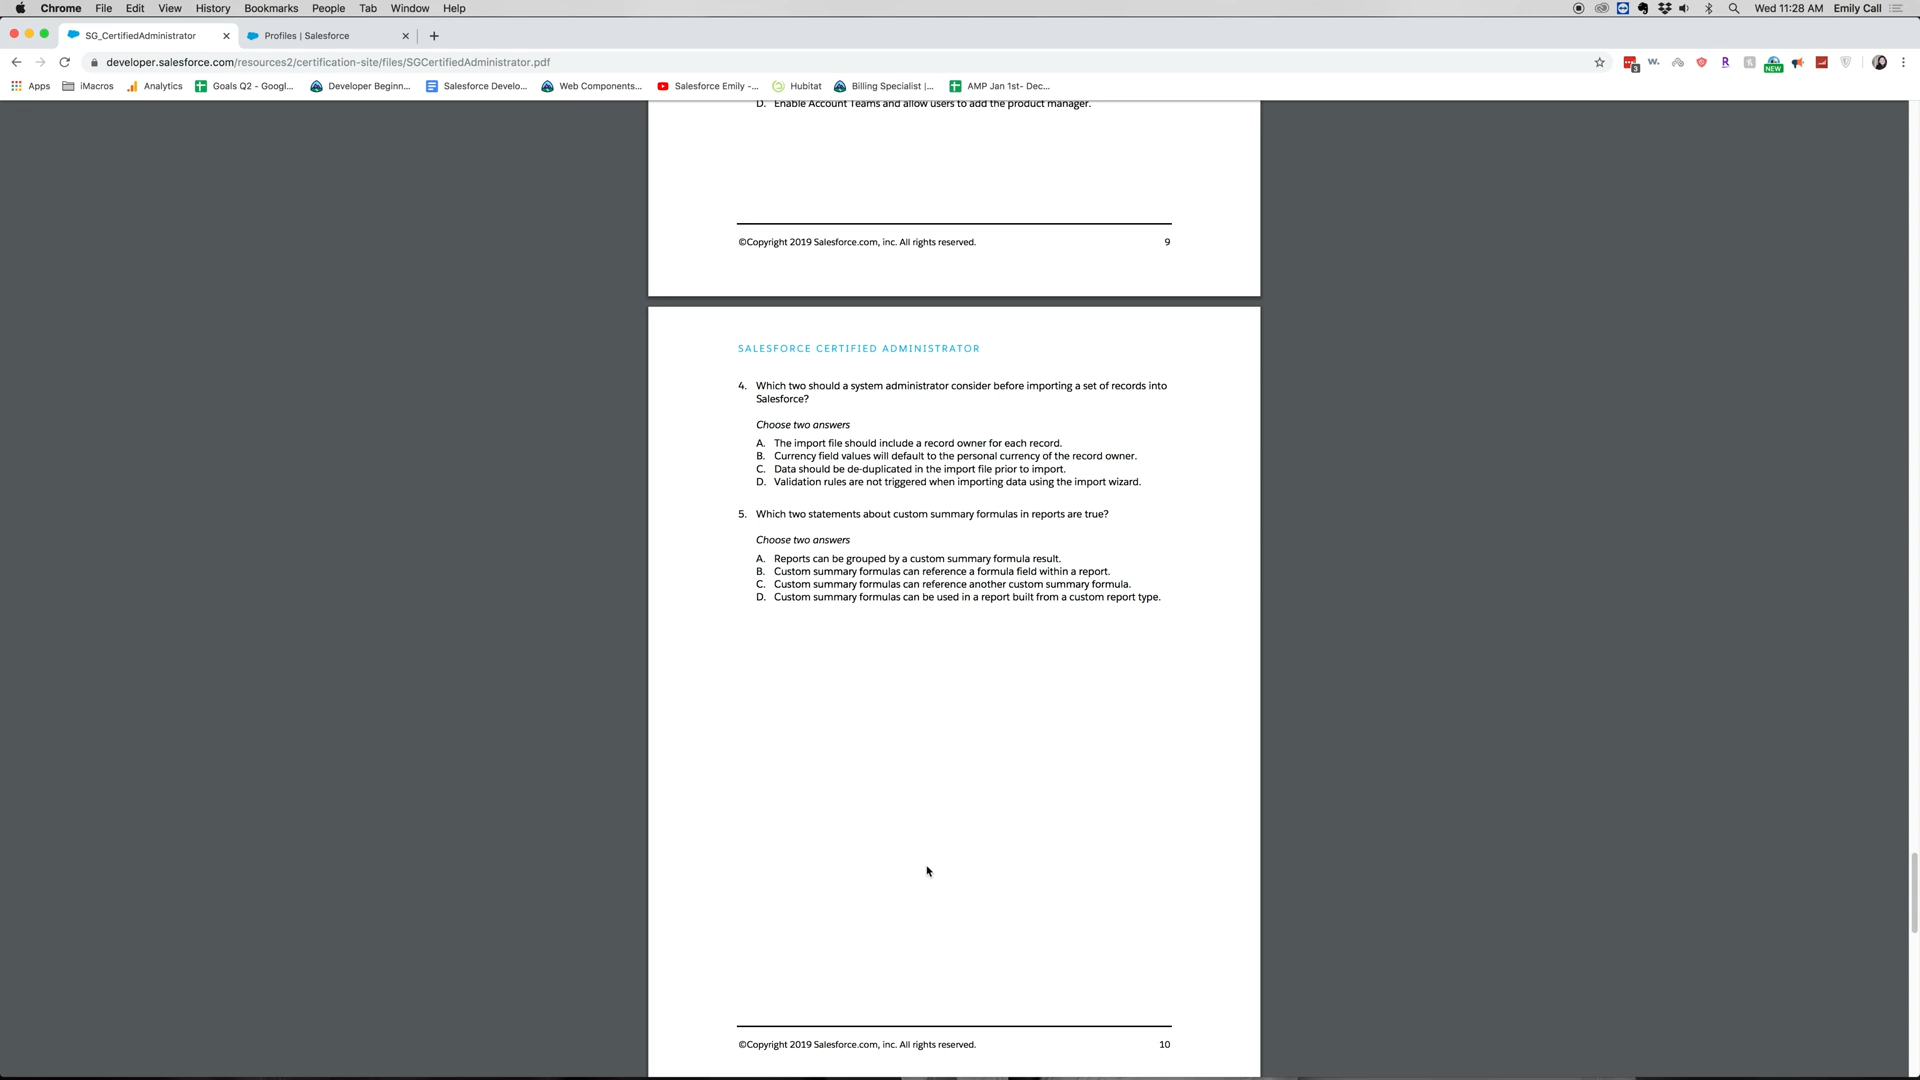 Chrome File Edit View History Bookmarks People Tab Window Help Wed 11:28 AM Emily Call
SG_CertifiedAdministrator Profiles | Salesforce
developer.salesforce.com/resources2/certification-site/files/SGCertifiedAdministrator.pdf
Apps iMacros Analytics Goals Q2 - Googl... Developer Beginn... Salesforce Develo... Web Components... Salesforce Emily -... Hubitat Billing Specialist |... AMP Jan 1st- Dec...
D. Enable Account Teams and allow users to add the product manager.
©Copyright 2019 Salesforce.com, inc. All rights reserved. 9
SALESFORCE CERTIFIED ADMINISTRATOR
4. Which two should a system administrator consider before importing a set of records into
Salesforce?
Choose two answers
A. The import file should include a record owner for each record.
B. Currency field values will default to the personal currency of the record owner.
C. Data should be de-duplicated in the import file prior to import.
D. Validation rules are not triggered when importing data using the import wizard.
5. Which two statements about custom summary formulas in reports are true?
Choose two answers
A. Reports can be grouped by a custom summary formula result.
B. Custom summary formulas can reference a formula field within a report.
C. Custom summary formulas can reference another custom summary formula.
D. Custom summary formulas can be used in a report built from a custom report type.
©Copyright 2019 Salesforce.com, inc. All rights reserved. 10